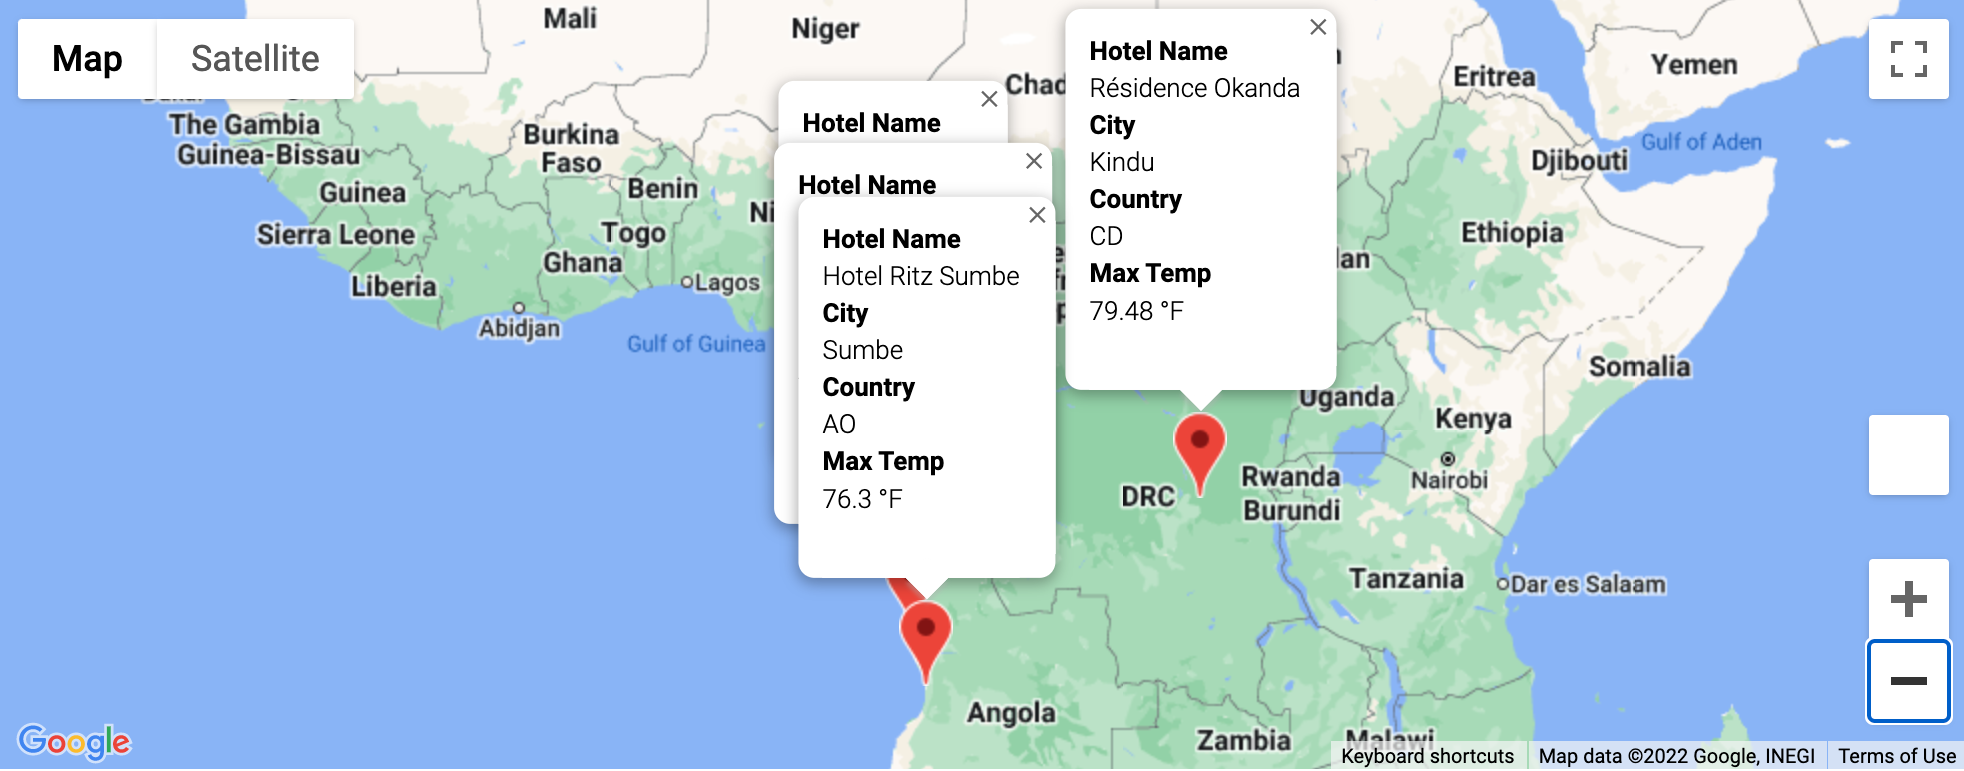 Map
Satellite
Mali
Niger
Chad
Eritrea
Yemen
The Gambia
Guinea-Bissau
Burkina
Faso
Gulf of Aden
Djibouti
Guinea
Benin
Sierra Leone
Togo
Ghana
Ethiopia
Liberia
Lagos
Abidjan
Gulf of Guinea
Somalia
Uganda
Kenya
Nairobi
DRC
Rwanda
Burundi
Tanzania
Dar es Salaam
Angola
Zambia
Malawi
Hotel Name
Hotel Name
Hotel Name
Hotel Ritz Sumbe
City
Sumbe
Country
AO
Max Temp
76.3 °F
Hotel Name
Résidence Okanda
City
Kindu
Country
CD
Max Temp
79.48 °F
Google
Keyboard shortcuts
Map data ©2022 Google, INEGI
Terms of Use